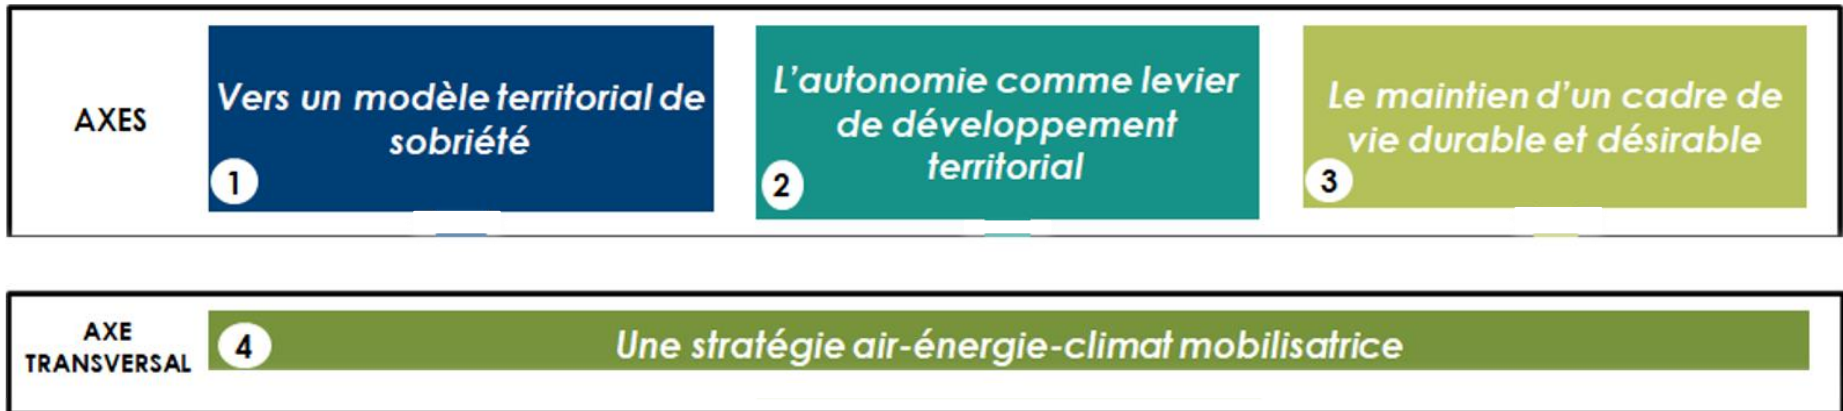 AXES
Vers un modèle territorial de
sobriété
1
L'autonomie comme levier
de développement
territorial
2
Le maintien d'un cadre de
vie durable et désirable
3
AXE
TRANSVERSAL
4
Une stratégie air-énergie-climat mobilisatrice